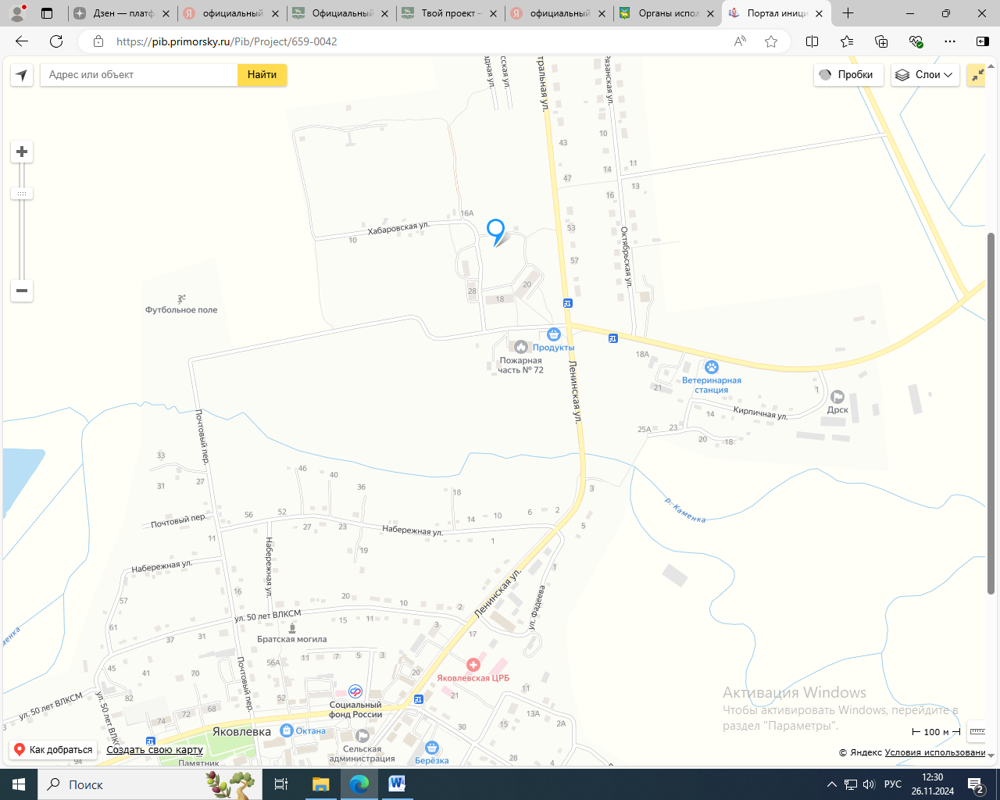 Дзен — платф
официальный
Официальный
Твой проект –
официальный
Органы испол
Портал иници
https://pib.primorsky.ru/Pib/Project/659-0042
Адрес или объект
Найти
Пробки
Слои
тральная ул.
Рязанская ул.
43
10
47
14
11
13
16
16А
Хабаровская ул.
10
53
57
Октябрьская ул.
28
18
20
Футбольное поле
Продукты
Пожарная
часть № 72
Ленинская ул.
18А
Ветеринарная
станция
21
1
Дрск
14
Кирпичная ул.
25А
23
20
18
Почтовый пер.
33
27
31
46
40
36
18
3
р. Каменка
Почтовый пер.
56
52
27
23
14
10
6
2
5
11
Набережная ул.
1
19
Набережная ул.
Набережная ул.
1
16
57
Ленинская ул.
ул. Фадеева
20
10
2
ул. 50 лет ВЛКСМ
15
11
3
61
37
31
Братская могила
17
менка
45
41
70
56А
11
7
5
3
Почтовый пер.
20
Яковлевская ЦРБ
82
52
21
11
ул. 50 лет ВЛКСМ
ул. 50 лет ВЛКС
Социальный
фонд России
74
72
68
13А
Яковлевка
Октана
30
2А
Сельская
администрация
Берёзка
28
4
Памятник
Активация Windows
Чтобы активировать Windows, перейдите в
раздел "Параметры".
100 м
Как добраться
Создать свою карту
© Яндекс Условия использовани
Поиск
РУС
12:30
26.11.2024
2